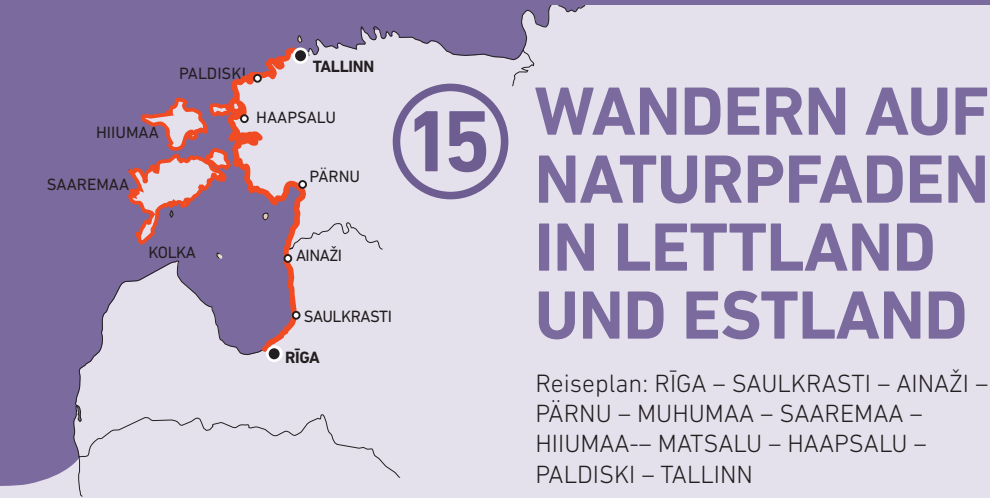 TALLINN
PALDISKI
HAAPSALU
HIIUMAA
PÄRNU
SAAREMAA
KOLKA
AINAŽI
SAULKRASTI
RĪGA
15
WANDERN AUF
NATURPFADEN
IN LETTLAND
UND ESTLAND
Reiseplan: RĪGA – SAULKRASTI – AINAŽI –
PÄRNU – MUHUMAA – SAAREMAA –
HIIUMAA-– MATSALU – HAAPSALU –
PALDISKI – TALLINN